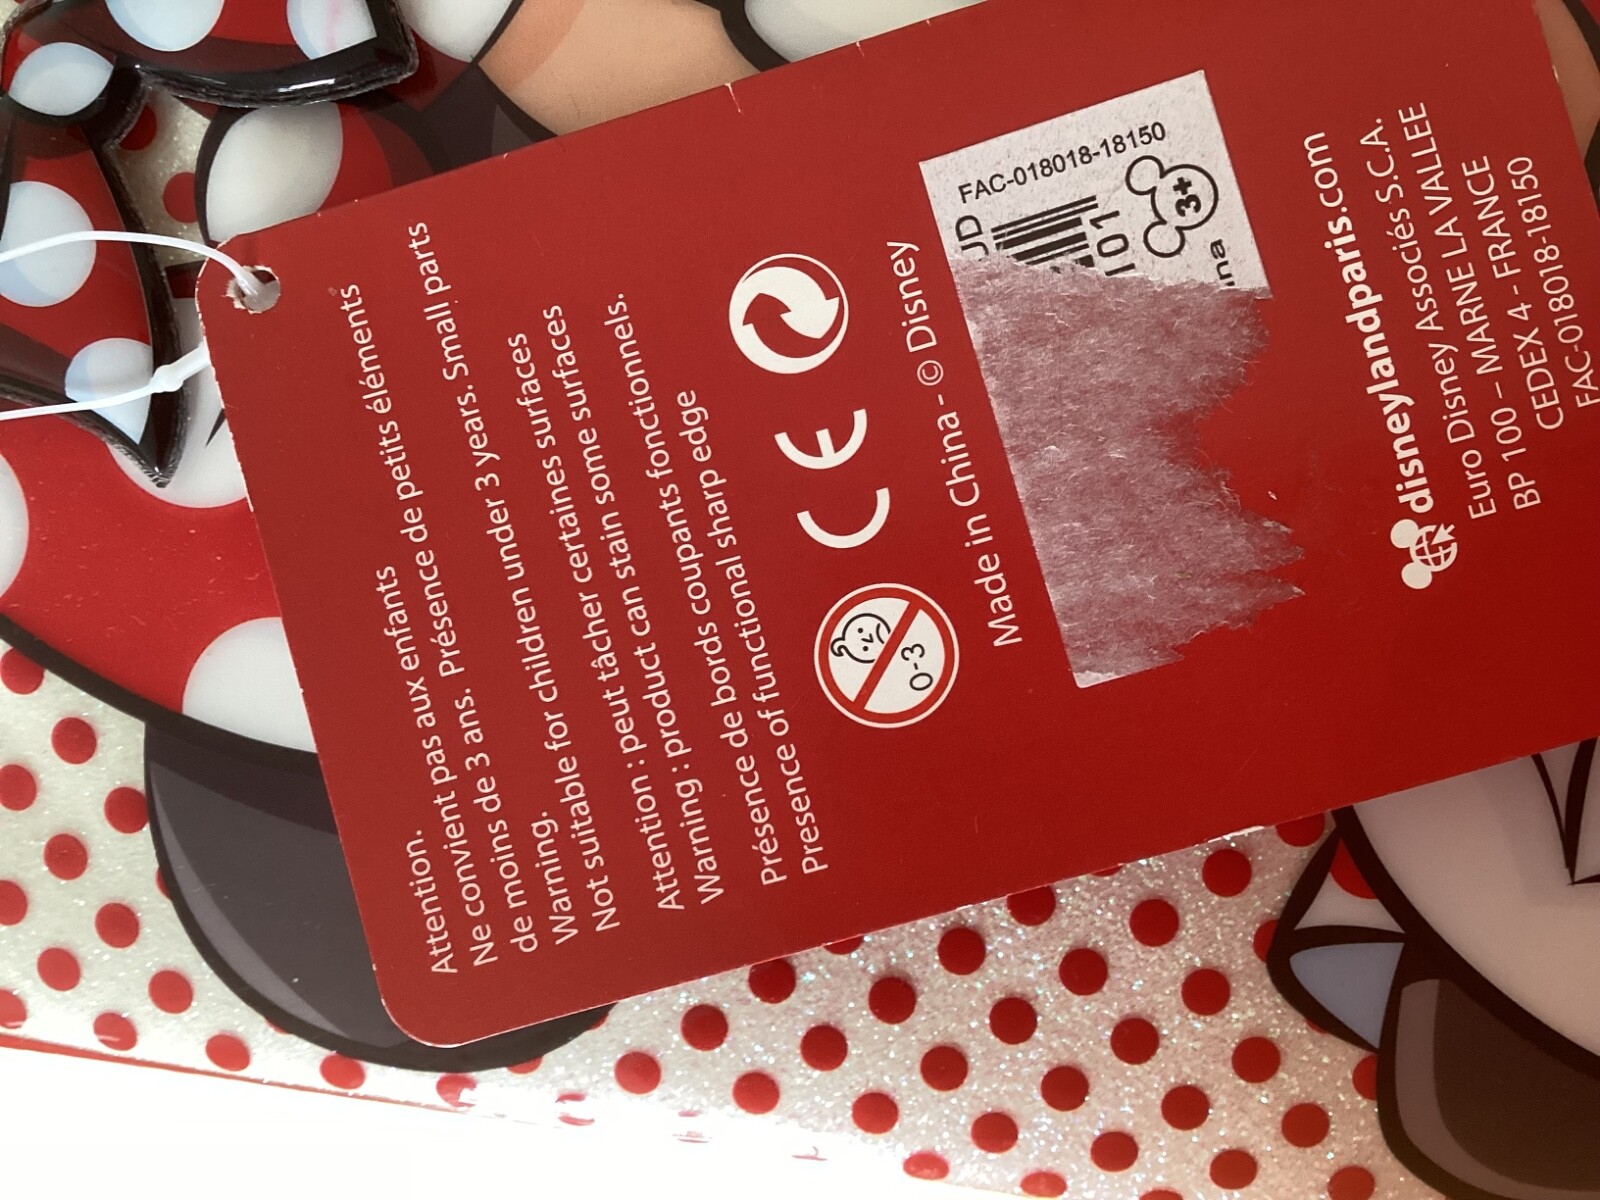 Attention.
Ne convient pas aux enfants
de moins de 3 ans. Présence de petits éléments
Warning.
Not suitable for children under 3 years. Small parts
Attention : peut tâcher certaines surfaces
Warning : product can stain some surfaces
Présence de bords coupants fonctionnels.
Presence of functional sharp edge
0-3
CE
Made in China - © Disney
FAC-018018-18150
3+
disneylandparis.com
Euro Disney Associés S.C.A.
BP 100 – MARNE LA VALLEE
CEDEX 4 - FRANCE
FAC-018018-18150